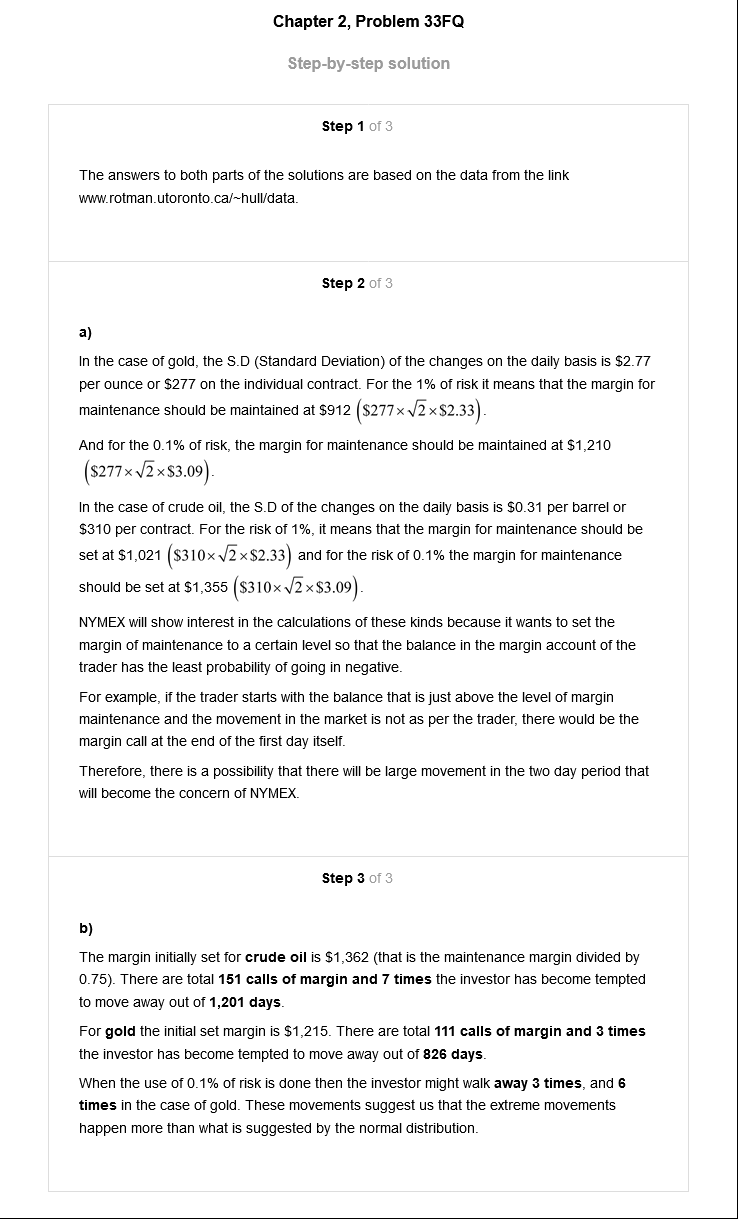 Chapter 2, Problem 33FQ
Step-by-step solution
Step 1 of 3
The answers to both parts of the solutions are based on the data from the link
www.rotman.utoronto.ca/~hull/data.
Step 2 of 3
a)
In the case of gold, the S.D (Standard Deviation) of the changes on the daily basis is $2.77
per ounce or $277 on the individual contract. For the 1% of risk it means that the margin for
maintenance should be maintained at $912 ($277×√2×$2.33).
And for the 0.1% of risk, the margin for maintenance should be maintained at $1,210
($277×√2×$3.09).
In the case of crude oil, the S.D of the changes on the daily basis is $0.31 per barrel or
$310 per contract. For the risk of 1%, it means that the margin for maintenance should be
set at $1,021 ($310×√2×$2.33) and for the risk of 0.1% the margin for maintenance
should be set at $1,355 ($310×√2×$3.09).
NYMEX will show interest in the calculations of these kinds because it wants to set the
margin of maintenance to a certain level so that the balance in the margin account of the
trader has the least probability of going in negative.
For example, if the trader starts with the balance that is just above the level of margin
maintenance and the movement in the market is not as per the trader, there would be the
margin call at the end of the first day itself.
Therefore, there is a possibility that there will be large movement in the two day period that
will become the concern of NYMEX.
Step 3 of 3
b)
The margin initially set for crude oil is $1,362 (that is the maintenance margin divided by
0.75). There are total 151 calls of margin and 7 times the investor has become tempted
to move away out of 1,201 days.
For gold the initial set margin is $1,215. There are total 111 calls of margin and 3 times
the investor has become tempted to move away out of 826 days.
When the use of 0.1% of risk is done then the investor might walk away 3 times, and 6
times in the case of gold. These movements suggest us that the extreme movements
happen more than what is suggested by the normal distribution.